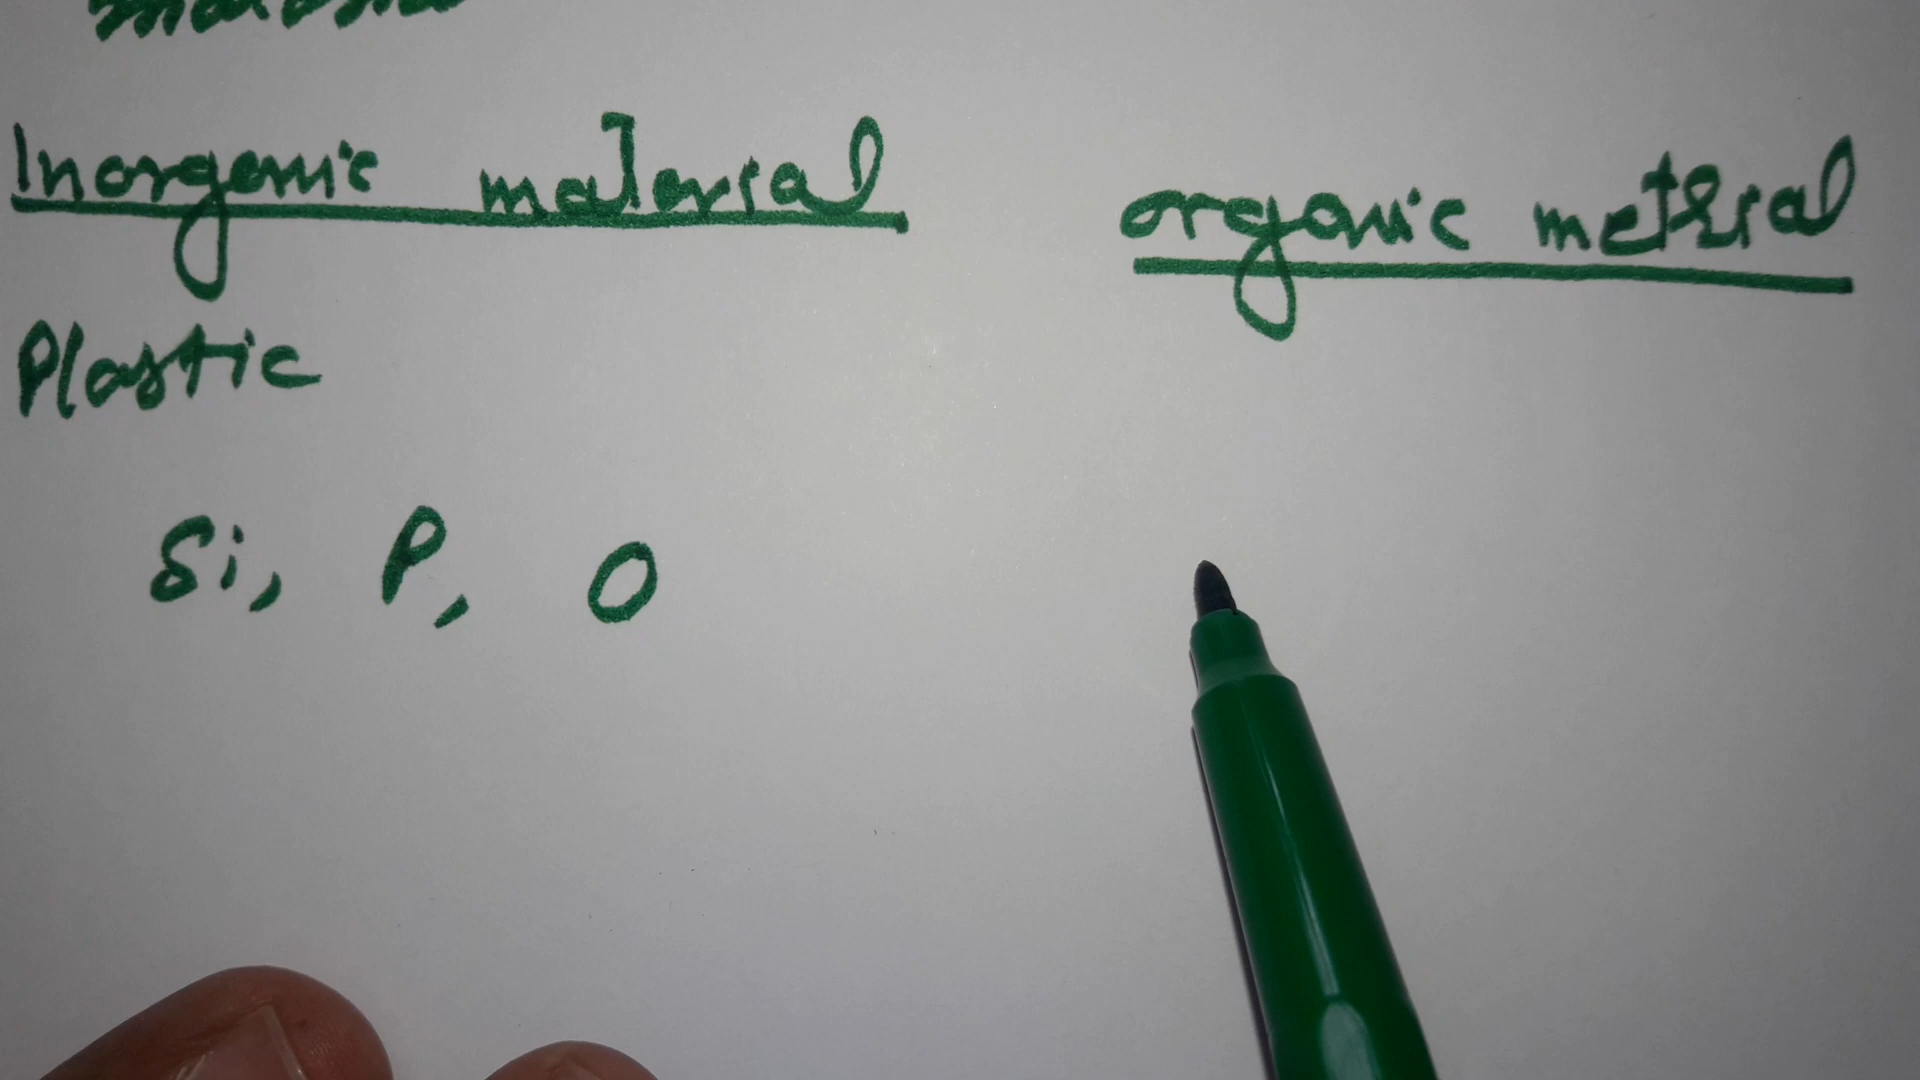 Inorganic material
organic metrial
Plastic
Si, P, O